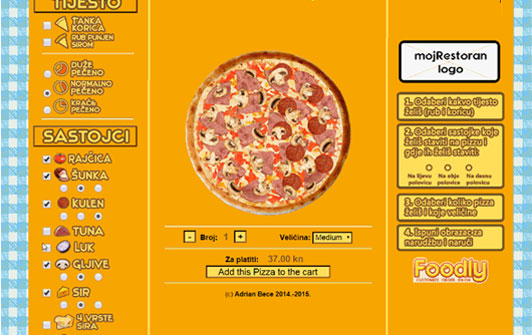 TIJESTO
TANKA
KORICA
RUB PUNJEN
SIROM
DUŽE
PEČENO
NORMALNO
PEČENO
KRAĆE
PEČENO
SASTOJCI
RAJČICA
ŠUNKA
KULEN
TUNA
LUK
GLJIVE
SIR
4 VRSTE
SIRA
- Broj: 1 + Veličina: Medium
Za platiti: 37.00 kn
Add this Pizza to the cart
(c) Adrian Bece 2014.-2015.
mojRestoran
logo
1. Odaberi kakvo tijesto
želiš (rub i koricu)
2. Odaberi sastojke koje
želiš staviti na pizzu i
gdje ih želiš staviti:
Na lijevu
polovicu
Na obje
polovice
Na desnu
polovicu
3. Odaberi koliko pizza
želiš i koje veličine
4. Ispuni obrazac za
narudžbu i naruči
Foodly